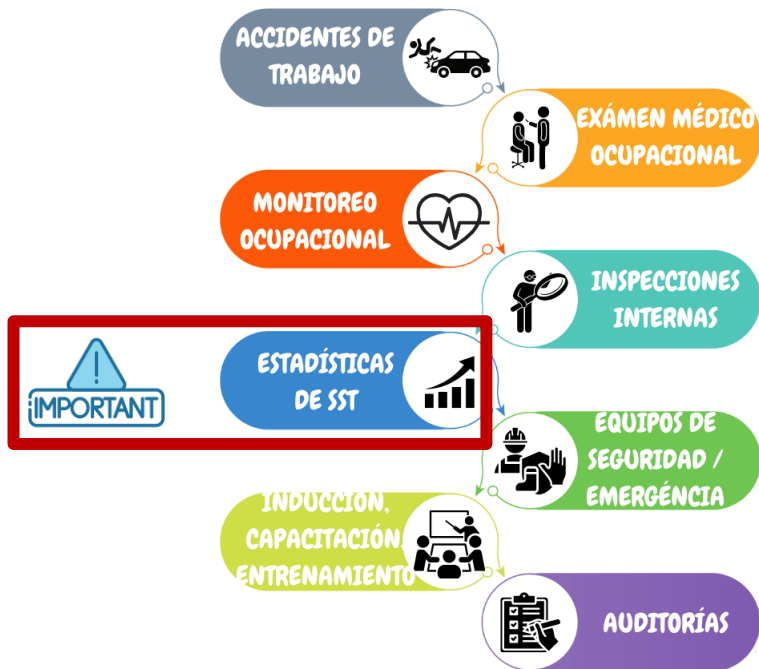 ACCIDENTES DE
TRABAJO
EXÁMEN MÉDICO
OCUPACIONAL
MONITOREO
OCUPACIONAL
INSPECCIONES
INTERNAS
IMPORTANT
ESTADÍSTICAS
DE SST
EQUIPOS DE
SEGURIDAD /
EMERGÉNCIA
INDUCCIÓN,
CAPACITACIÓN,
ENTRENAMIENTO
AUDITORÍAS